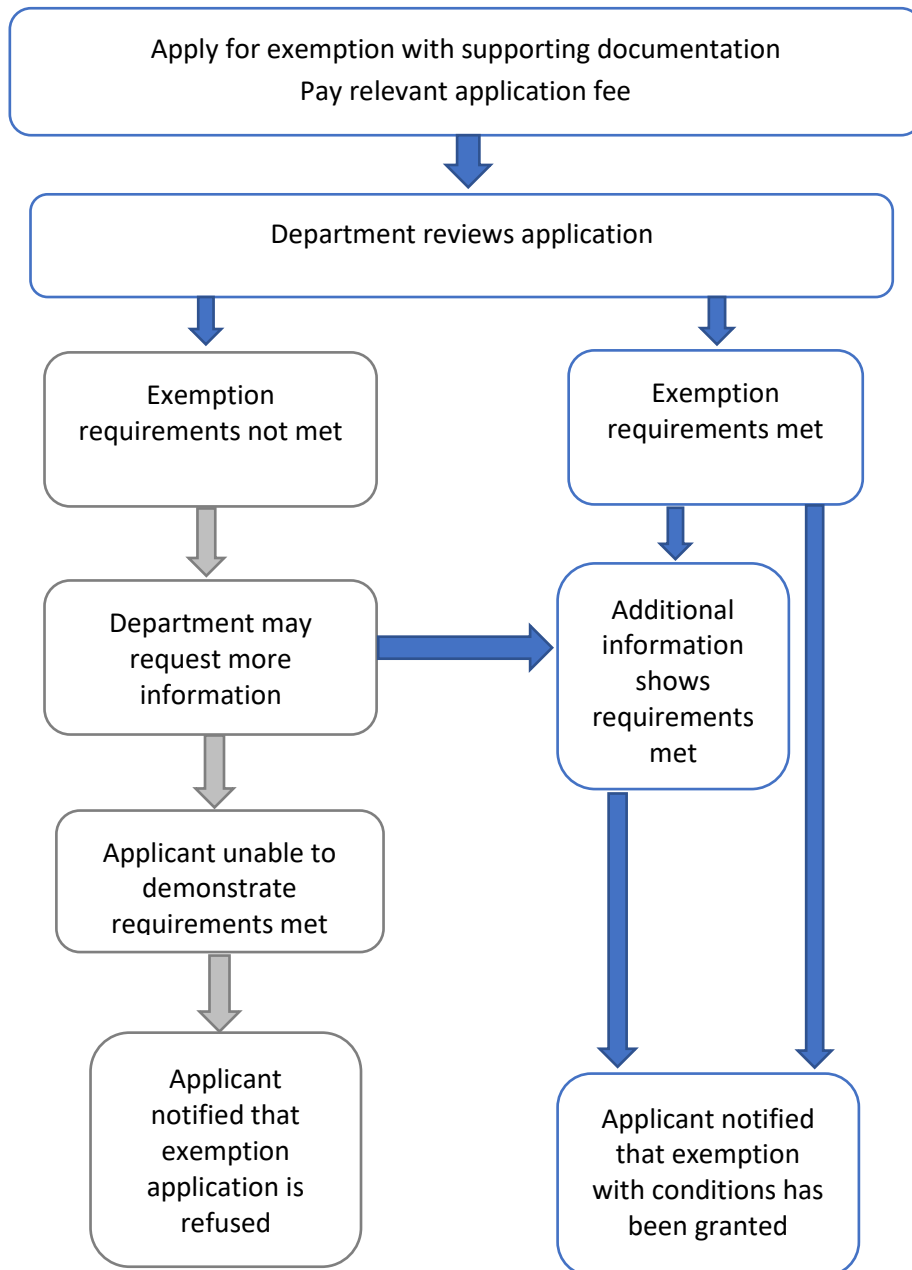 Apply for exemption with supporting documentation
Pay relevant application fee
Department reviews application
Exemption
requirements not met
Exemption
requirements met
Department may
request more
information
Additional
information
shows
requirements
met
Applicant unable to
demonstrate
requirements met
Applicant
notified that
exemption
application is
refused
Applicant notified
that exemption
with conditions has
been granted